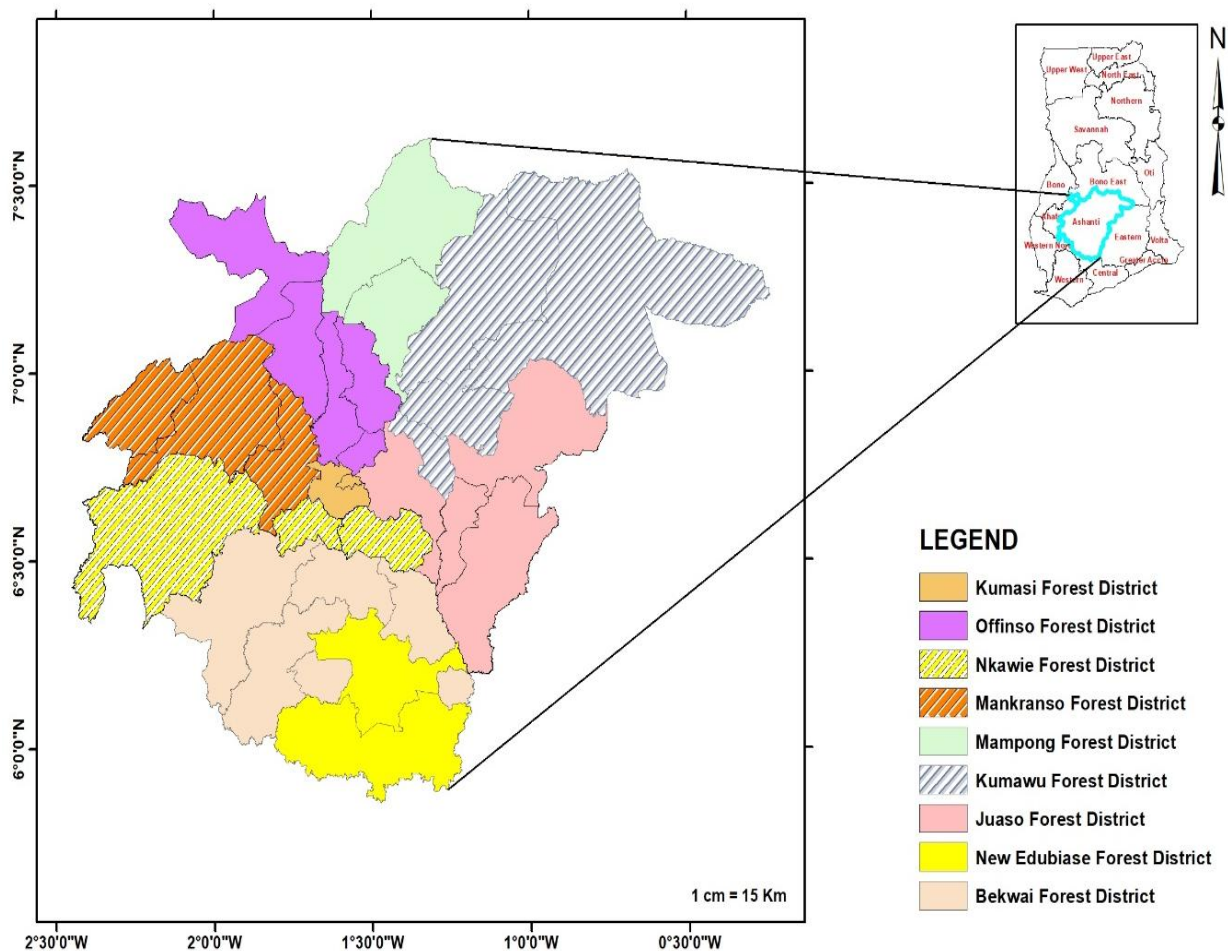 N
Upper East
Upper West
North East
Northern
Savannah
Bono
Bono East
Oti
Ahaf
Ashanti
Eastern
Volta
Western Nor
Greater Accra
Central
Western
7°30'0"N
7°0'0"N
6°30'0"N
6°0'0"N
LEGEND
Kumasi Forest District
Offinso Forest District
Nkawie Forest District
Mankranso Forest District
Mampong Forest District
Kumawu Forest District
Juaso Forest District
New Edubiase Forest District
Bekwai Forest District
1 cm = 15 Km
2°30'0"W
2°0'0"W
1°30'0"W
1°0'0"W
0°30'0"W